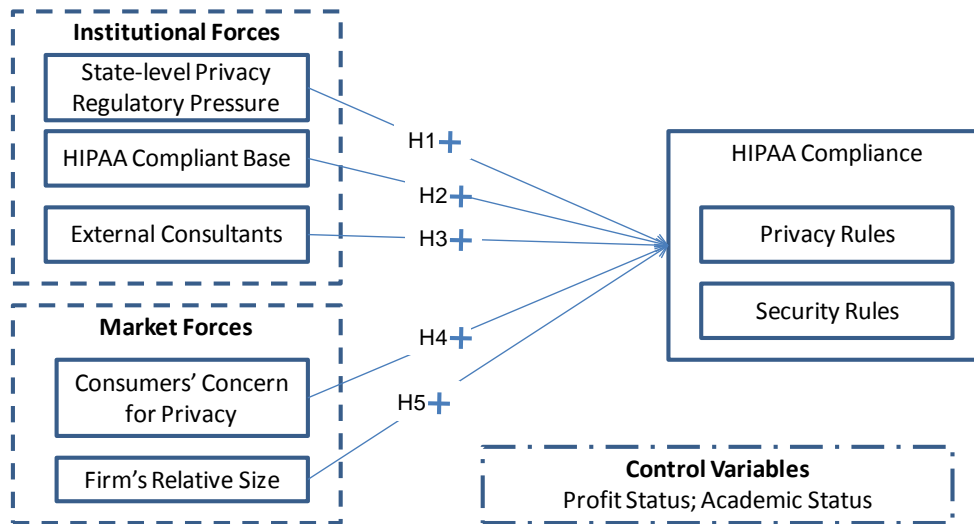 Institutional Forces
State-level Privacy
Regulatory Pressure
HIPAA Compliant Base
External Consultants
Market Forces
Consumers’ Concern
for Privacy
Firm’s Relative Size
H1+
H2+
H3+
H4+
H5+
HIPAA Compliance
Privacy Rules
Security Rules
Control Variables
Profit Status; Academic Status